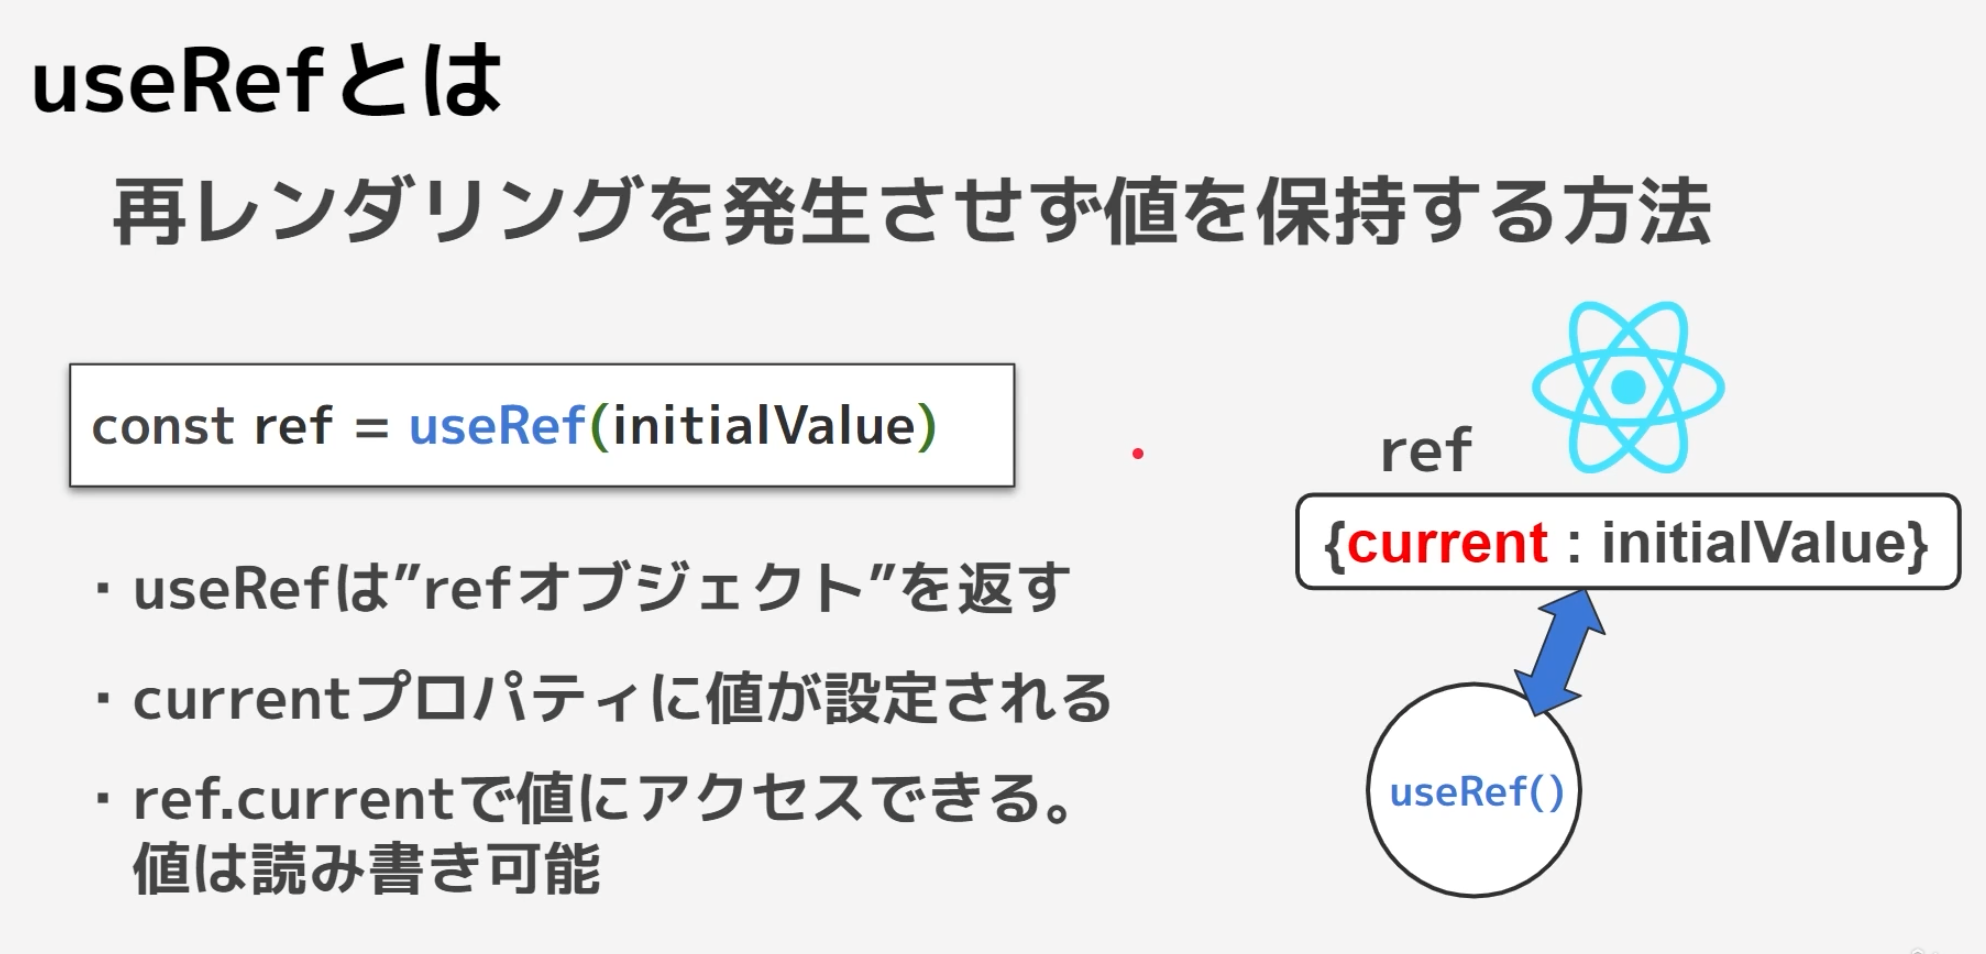 useRefとは
再レンダリングを発生させず値を保持する方法
const ref = useRef(initialValue)
ref
{current : initialValue}
・useRefは”refオブジェクト”を返す
・currentプロパティに値が設定される
・ref.currentで値にアクセスできる。
値は読み書き可能
useRef()